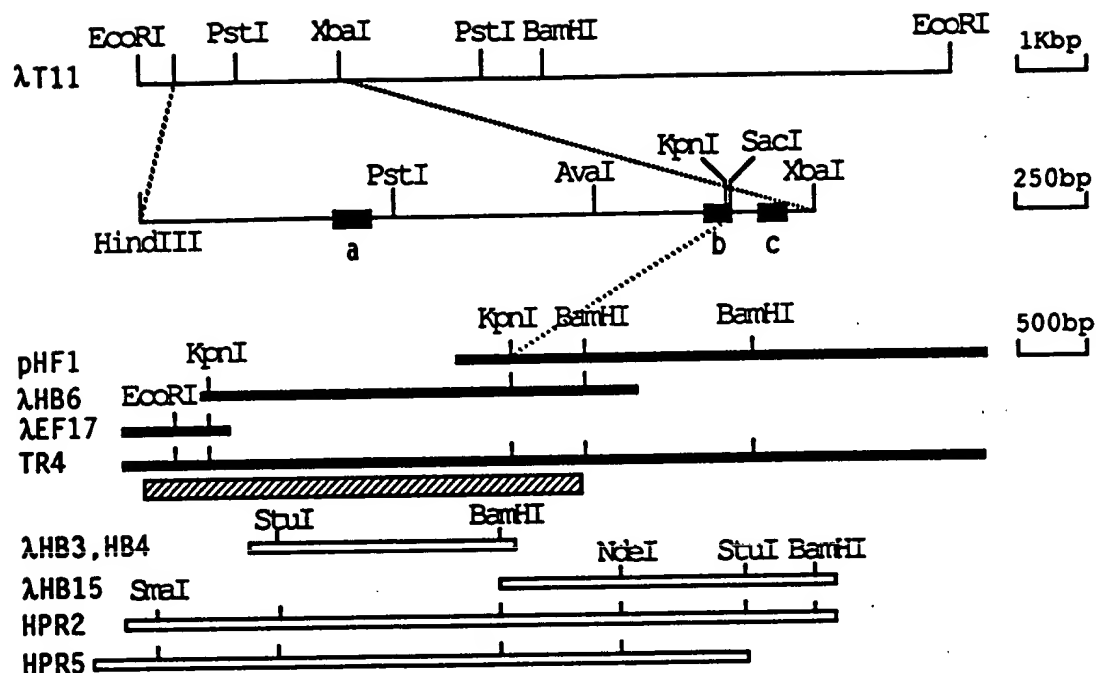 EcoRI PstI XbaI PstI BamHI EcoRI 1Kbp
λT11
KpnI SacI
PstI AvaI XbaI 250bp
HindIII a b c
KpnI BamHI BamHI 500bp
pHF1
KpnI
λHB6
EcoRI
λEF17
TR4
StuI BamHI
λHB3,HB4
NdeI StuI BamHI
λHB15
SmaI
HPR2
HPR5